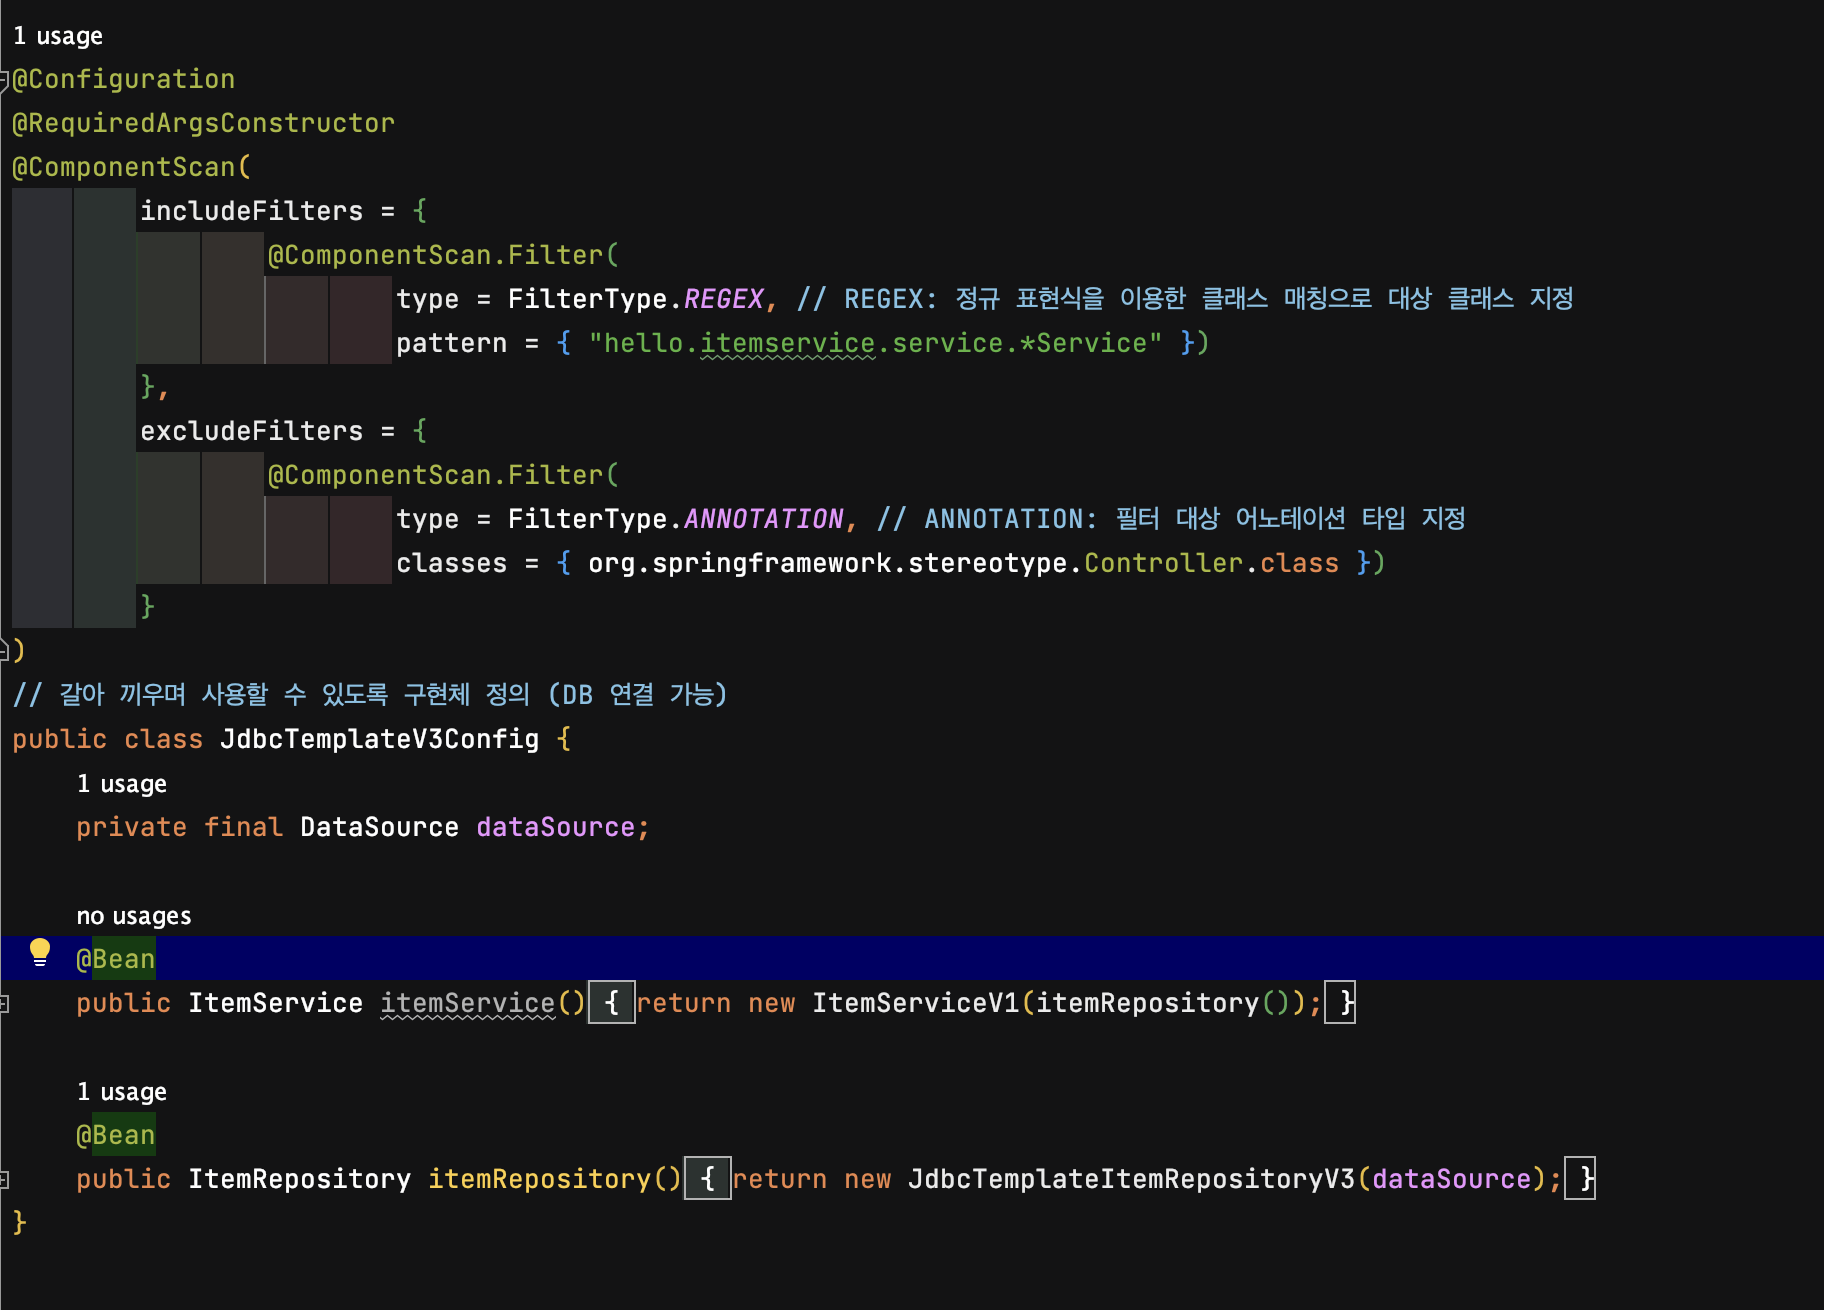 1 usage
@Configuration
@RequiredArgsConstructor
@ComponentScan(
includeFilters = {
@ComponentScan.Filter(
type = FilterType.REGEX, // REGEX: 정규 표현식을 이용한 클래스 매칭으로 대상 클래스 지정
pattern = { "hello.itemservice.service.*Service" })
},
excludeFilters = {
@ComponentScan.Filter(
type = FilterType.ANNOTATION, // ANNOTATION: 필터 대상 어노테이션 타입 지정
classes = { org.springframework.stereotype.Controller.class })
}
)
// 갈아 끼우며 사용할 수 있도록 구현체 정의 (DB 연결 가능)
public class JdbcTemplateV3Config {
1 usage
private final DataSource dataSource;
no usages
@Bean
public ItemService itemService() { return new ItemServiceV1(itemRepository()); }
1 usage
@Bean
public ItemRepository itemRepository() { return new JdbcTemplateItemRepositoryV3(dataSource); }
}